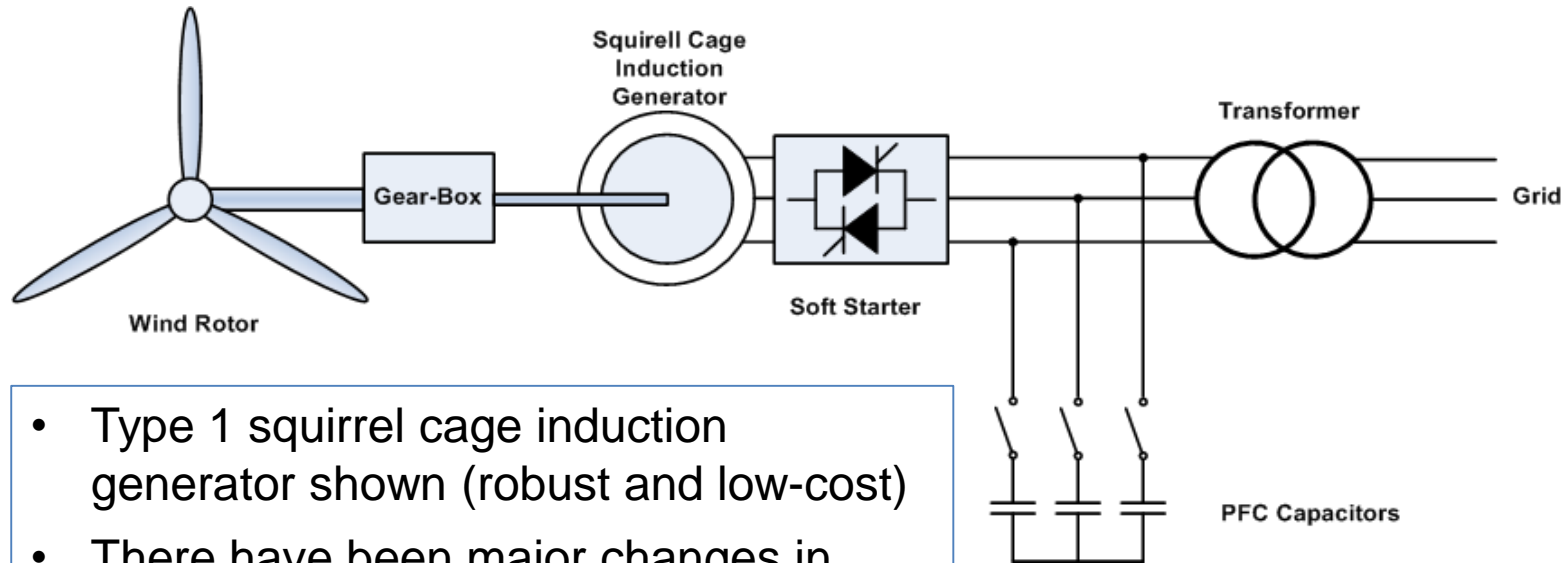 Squirell Cage
Induction
Generator
Transformer
Gear-Box
Grid
Soft Starter
Wind Rotor
• Type 1 squirrel cage induction
generator shown (robust and low-cost)
• There have been major changes in
PFC Capacitors